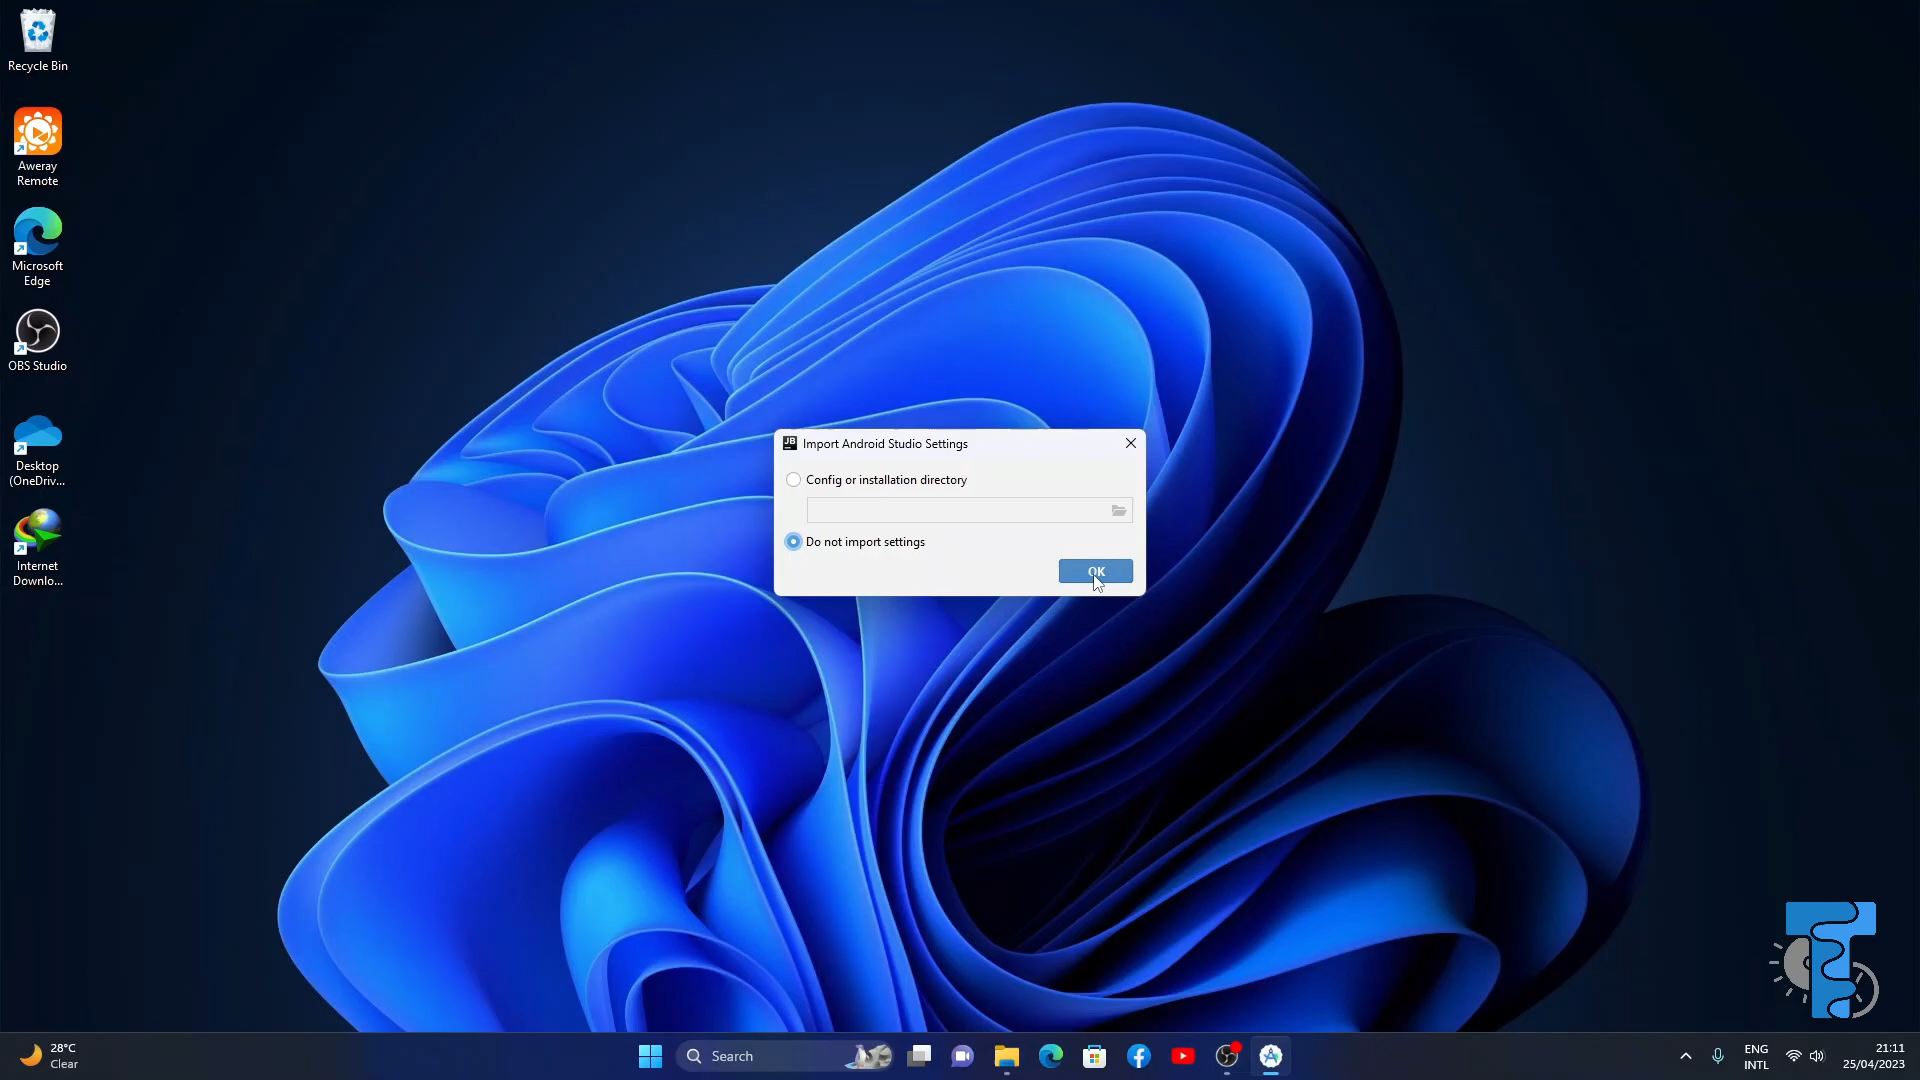 Recycle Bin
Aweray
Remote
Microsoft
Edge
OBS Studio
Desktop
(OneDriv...
Internet
Downlo...
JB
Import Android Studio Settings
Config or installation directory
Do not import settings
OK
28°C
Clear
Search
ENG
INTL
21:11
25/04/2023